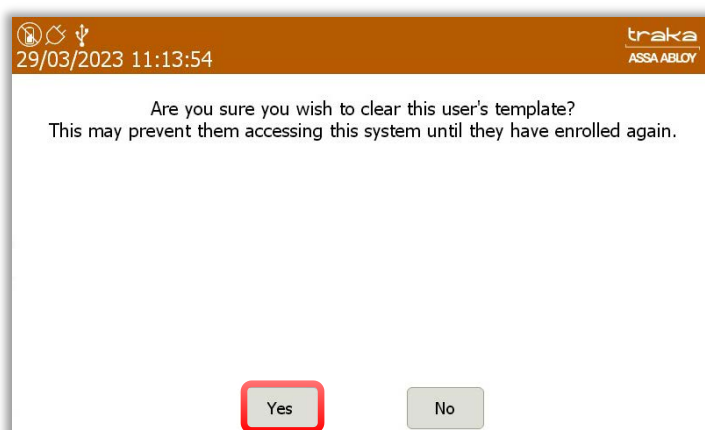 29/03/2023 11:13:54
traka
ASSA ABLOY
Are you sure you wish to clear this user's template?
This may prevent them accessing this system until they have enrolled again.
Yes
No